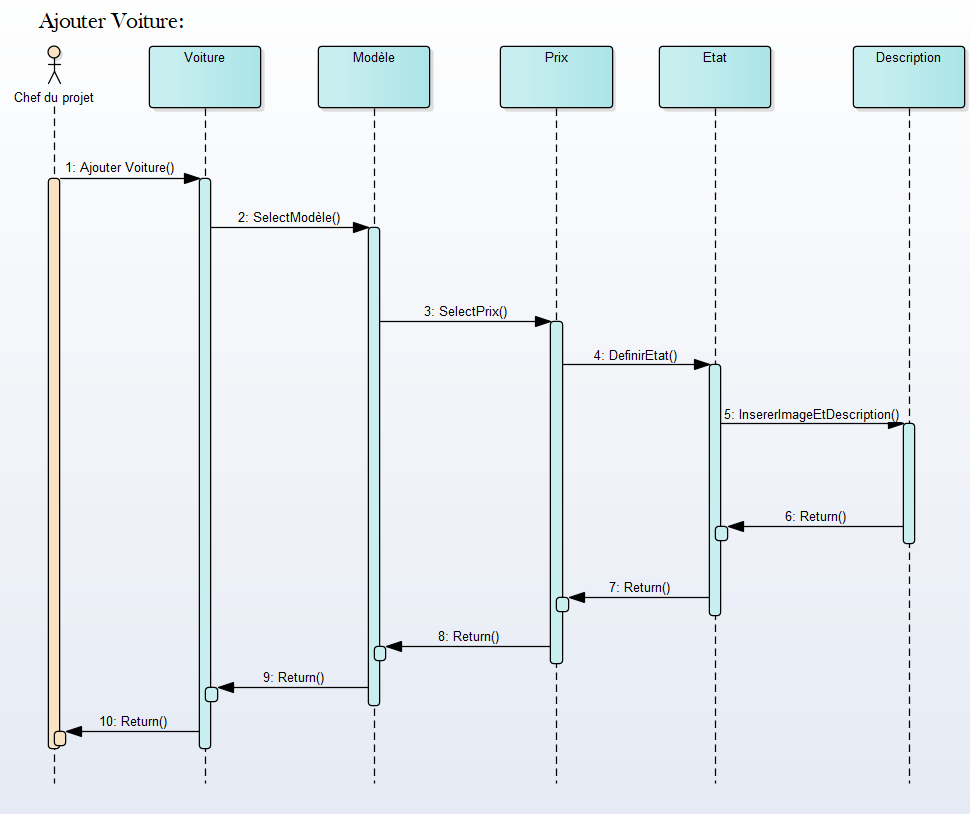 Ajouter Voiture:
Chef du projet
Voiture
Modèle
Prix
Etat
Description
1: Ajouter Voiture()
2: SelectModèle()
3: SelectPrix()
4: DefinirEtat()
5: InsererImageEtDescription()
6: Return()
7: Return()
8: Return()
9: Return()
10: Return()